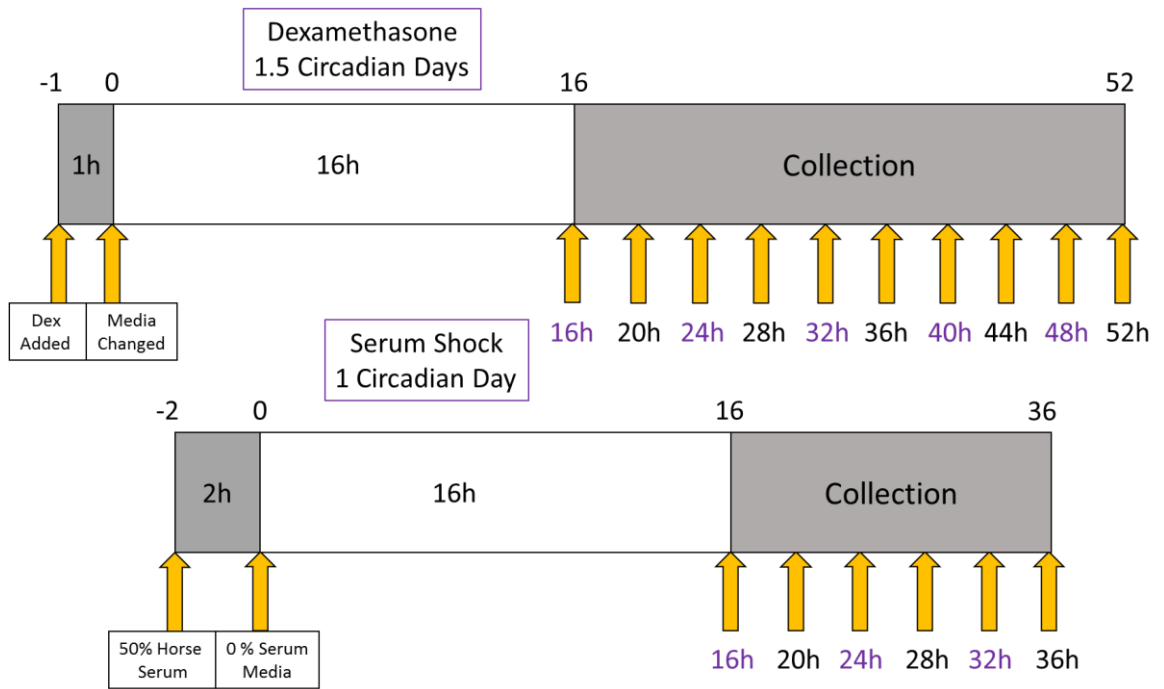 Dexamethasone
1.5 Circadian Days
-1 0 16 52
1h 16h Collection
Dex
Added
Media
Changed
16h 20h 24h 28h 32h 36h 40h 44h 48h 52h
Serum Shock
1 Circadian Day
-2 0 16 36
2h 16h Collection
50% Horse
Serum
0 % Serum
Media
16h 20h 24h 28h 32h 36h